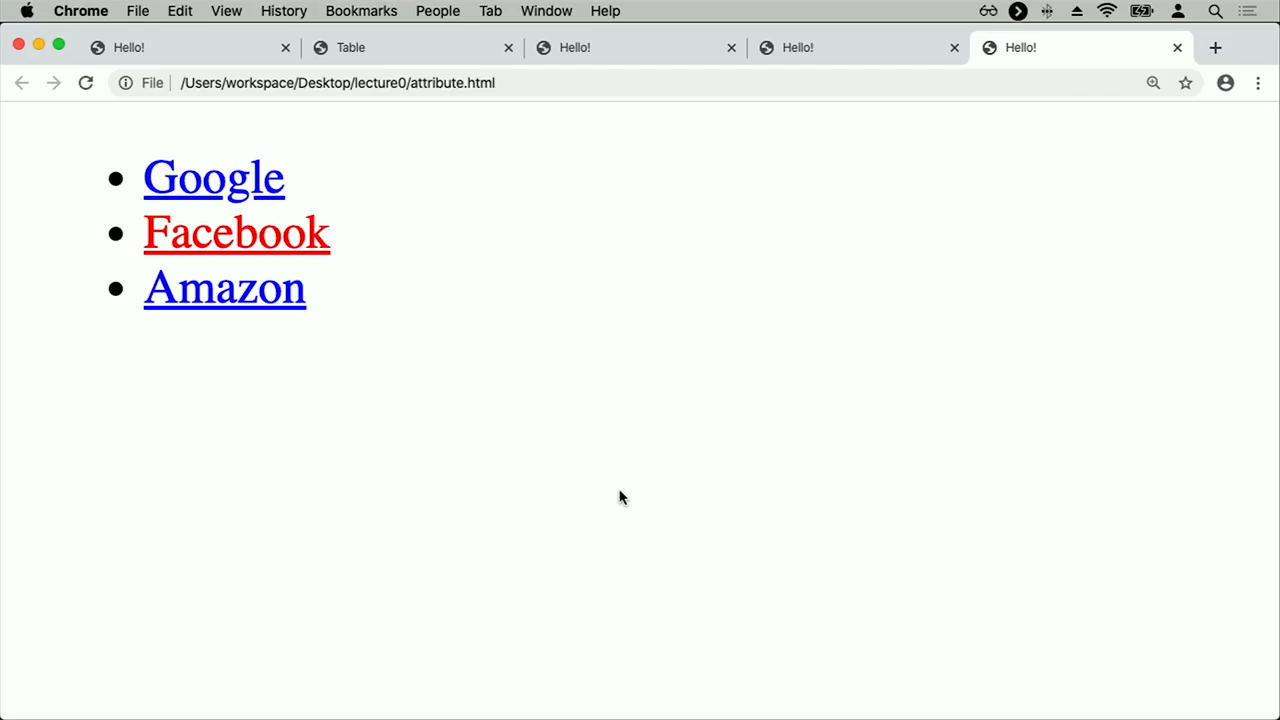 Chrome File Edit View History Bookmarks People Tab Window Help
Hello! Table Hello! Hello! Hello!
File /Users/workspace/Desktop/lecture0/attribute.html
Google
Facebook
Amazon